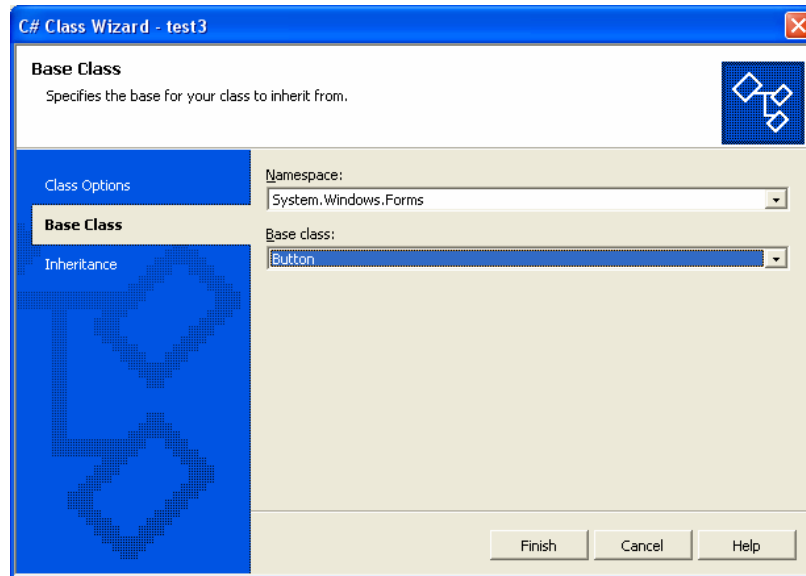 C# Class Wizard - test3
Base Class
Specifies the base for your class to inherit from.
Class Options
Base Class
Inheritance
Namespace:
System.Windows.Forms
Base class:
Button
Finish
Cancel
Help